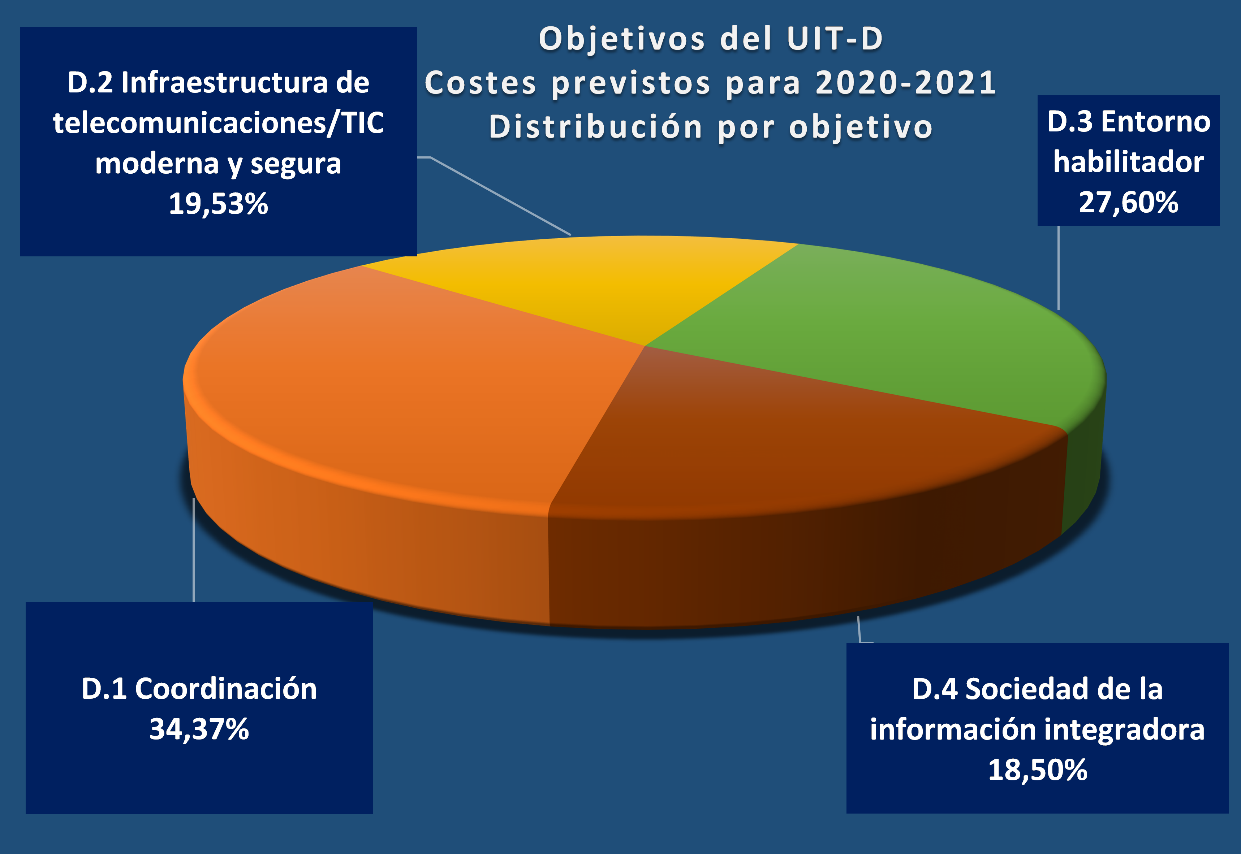 Objetivos del UIT-D
Costes previstos para 2020-2021
Distribución por objetivo
D.2 Infraestructura de
telecomunicaciones/TIC
moderna y segura
19,53%
D.3 Entorno
habilitador
27,60%
D.1 Coordinación
34,37%
D.4 Sociedad de la
información integradora
18,50%